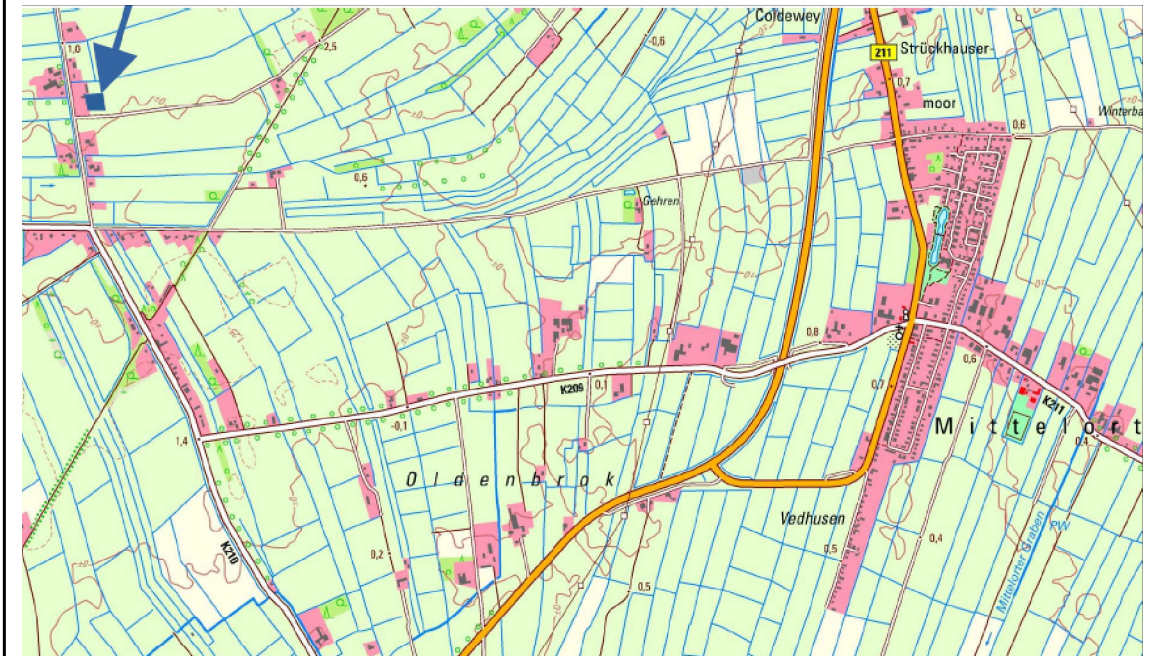 Coldewey
1,0
2,5
-0,6
211
Strückhauser
0,7
moor
Winterba
0,6
0,6
Gehren
0,8
0,6
K209
0,1
0,7
K211
-0,1
1,4
Mittelort
0,4
Oldenbrok
Vedhusen
PW
K210
0,2
0,5
0,4
0,5
Mittelorter Graben